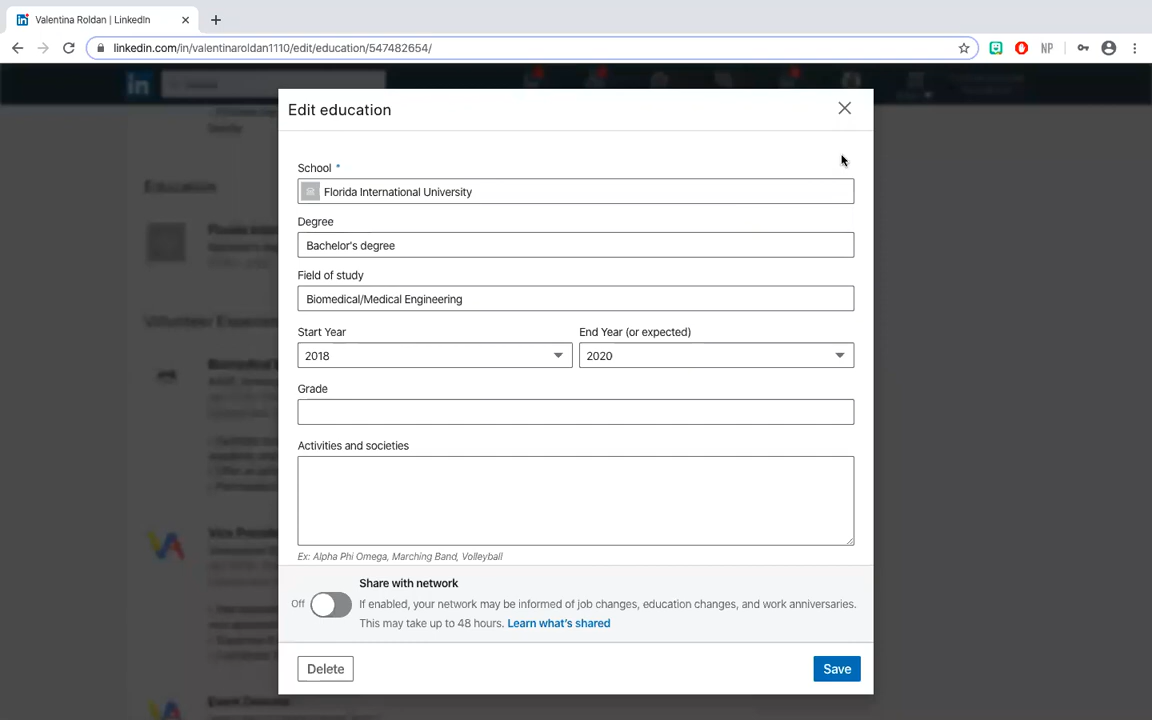 Valentina Roldan | LinkedIn
linkedin.com/in/valentinaroldan1110/edit/education/547482654/
NP
in
Edit education
School *
Florida International University
Degree
Bachelor's degree
Field of study
Biomedical/Medical Engineering
Start Year
End Year (or expected)
2018
2020
Grade
Activities and societies
Ex: Alpha Phi Omega, Marching Band, Volleyball
Share with network
Off
If enabled, your network may be informed of job changes, education changes, and work anniversaries.
This may take up to 48 hours. Learn what's shared
Delete
Save
Education